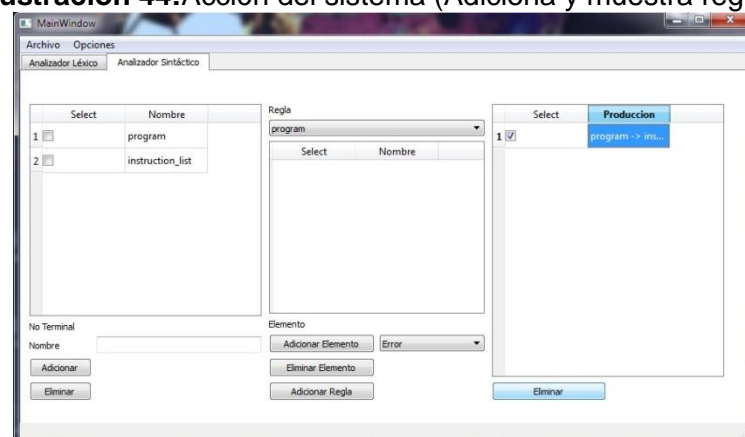 ustración 44:Acción del sistema (Adiciona y muestra reg
MainWindow
Archivo Opciones
Analizador Léxico Analizador Sintáctico
Select Nombre
1 program
2 instruction_list
No Terminal
Nombre
Adicionar
Eliminar
Regla
program
Select Nombre
Elemento
Adicionar Elemento Error
Eliminar Elemento
Adicionar Regla
Select Produccion
1 program -> ins...
Eliminar